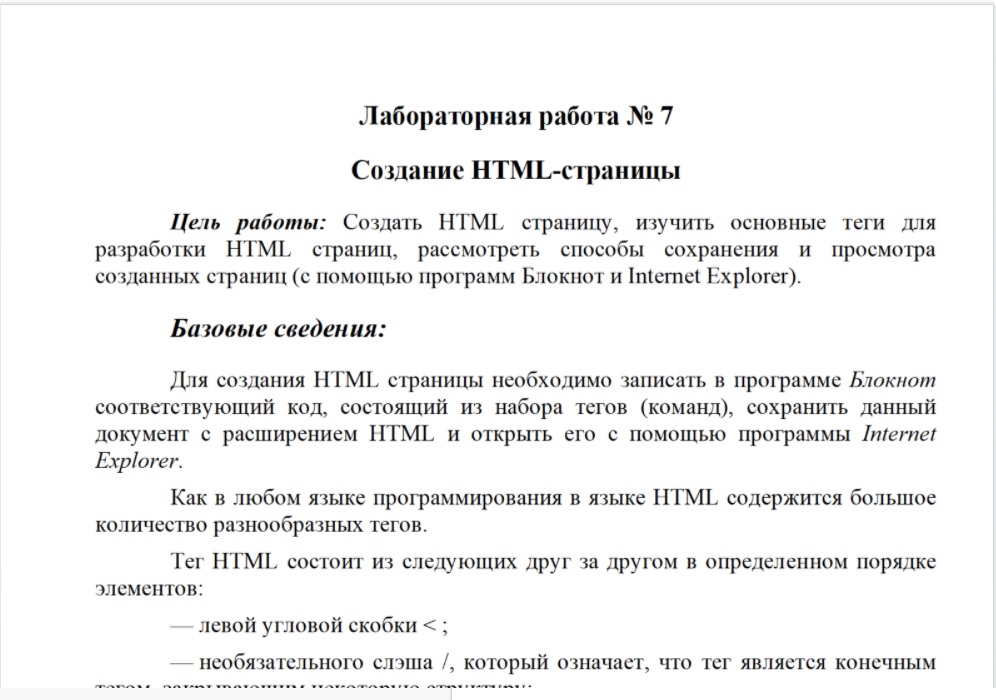 Лабораторная работа № 7
Создание HTML-страницы
Цель работы: Создать HTML страницу, изучить основные теги для
разработки HTML страниц, рассмотреть способы сохранения и просмотра
созданных страниц (с помощью программ Блокнот и Internet Explorer).
Базовые сведения:
Для создания HTML страницы необходимо записать в программе Блокнот
соответствующий код, состоящий из набора тегов (команд), сохранить данный
документ с расширением HTML и открыть его с помощью программы Internet
Explorer.
Как в любом языке программирования в языке HTML содержится большое
количество разнообразных тегов.
Тег HTML состоит из следующих друг за другом в определенном порядке
элементов:
— левой угловой скобки < ;
— необязательного слэша /, который означает, что тег является конечным
тегом, закрывающим некоторую структуру;